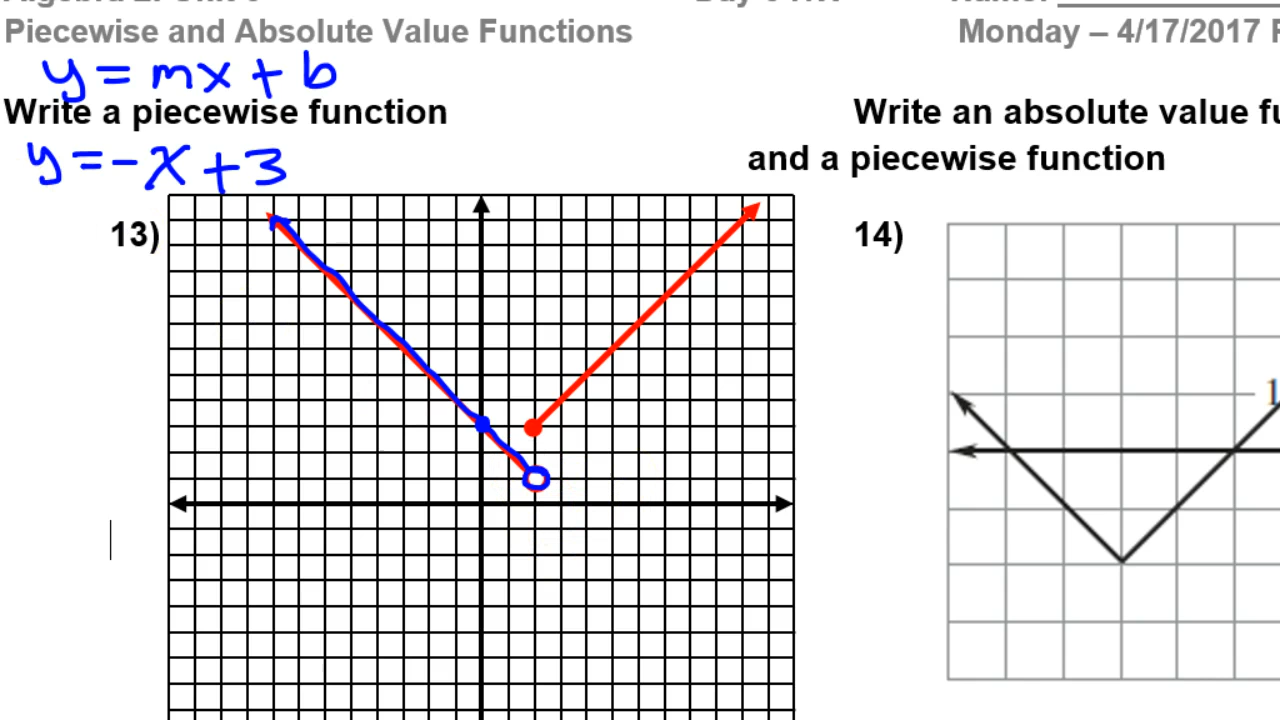 Piecewise and Absolute Value Functions
Monday – 4/17/2017
y = mx + b
Write a piecewise function
Write an absolute value
y = -x + 3
and a piecewise function
13)
14)
1